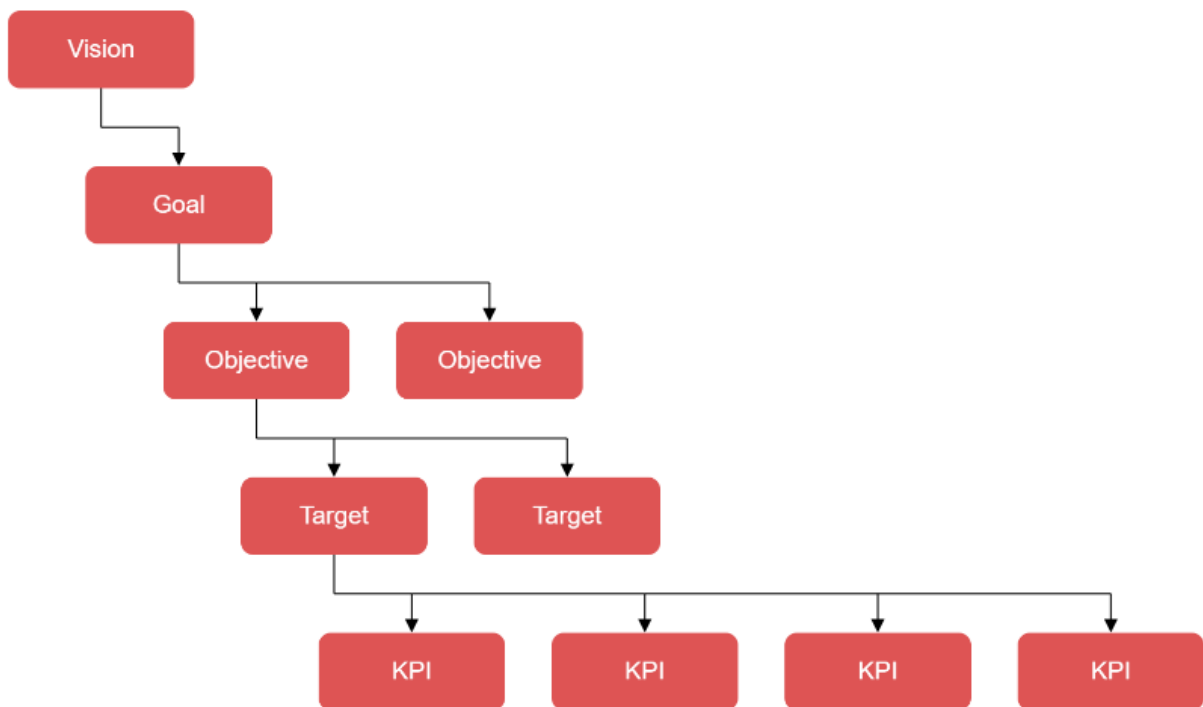 Vision
Goal
Objective
Objective
Target
Target
KPI
KPI
KPI
KPI